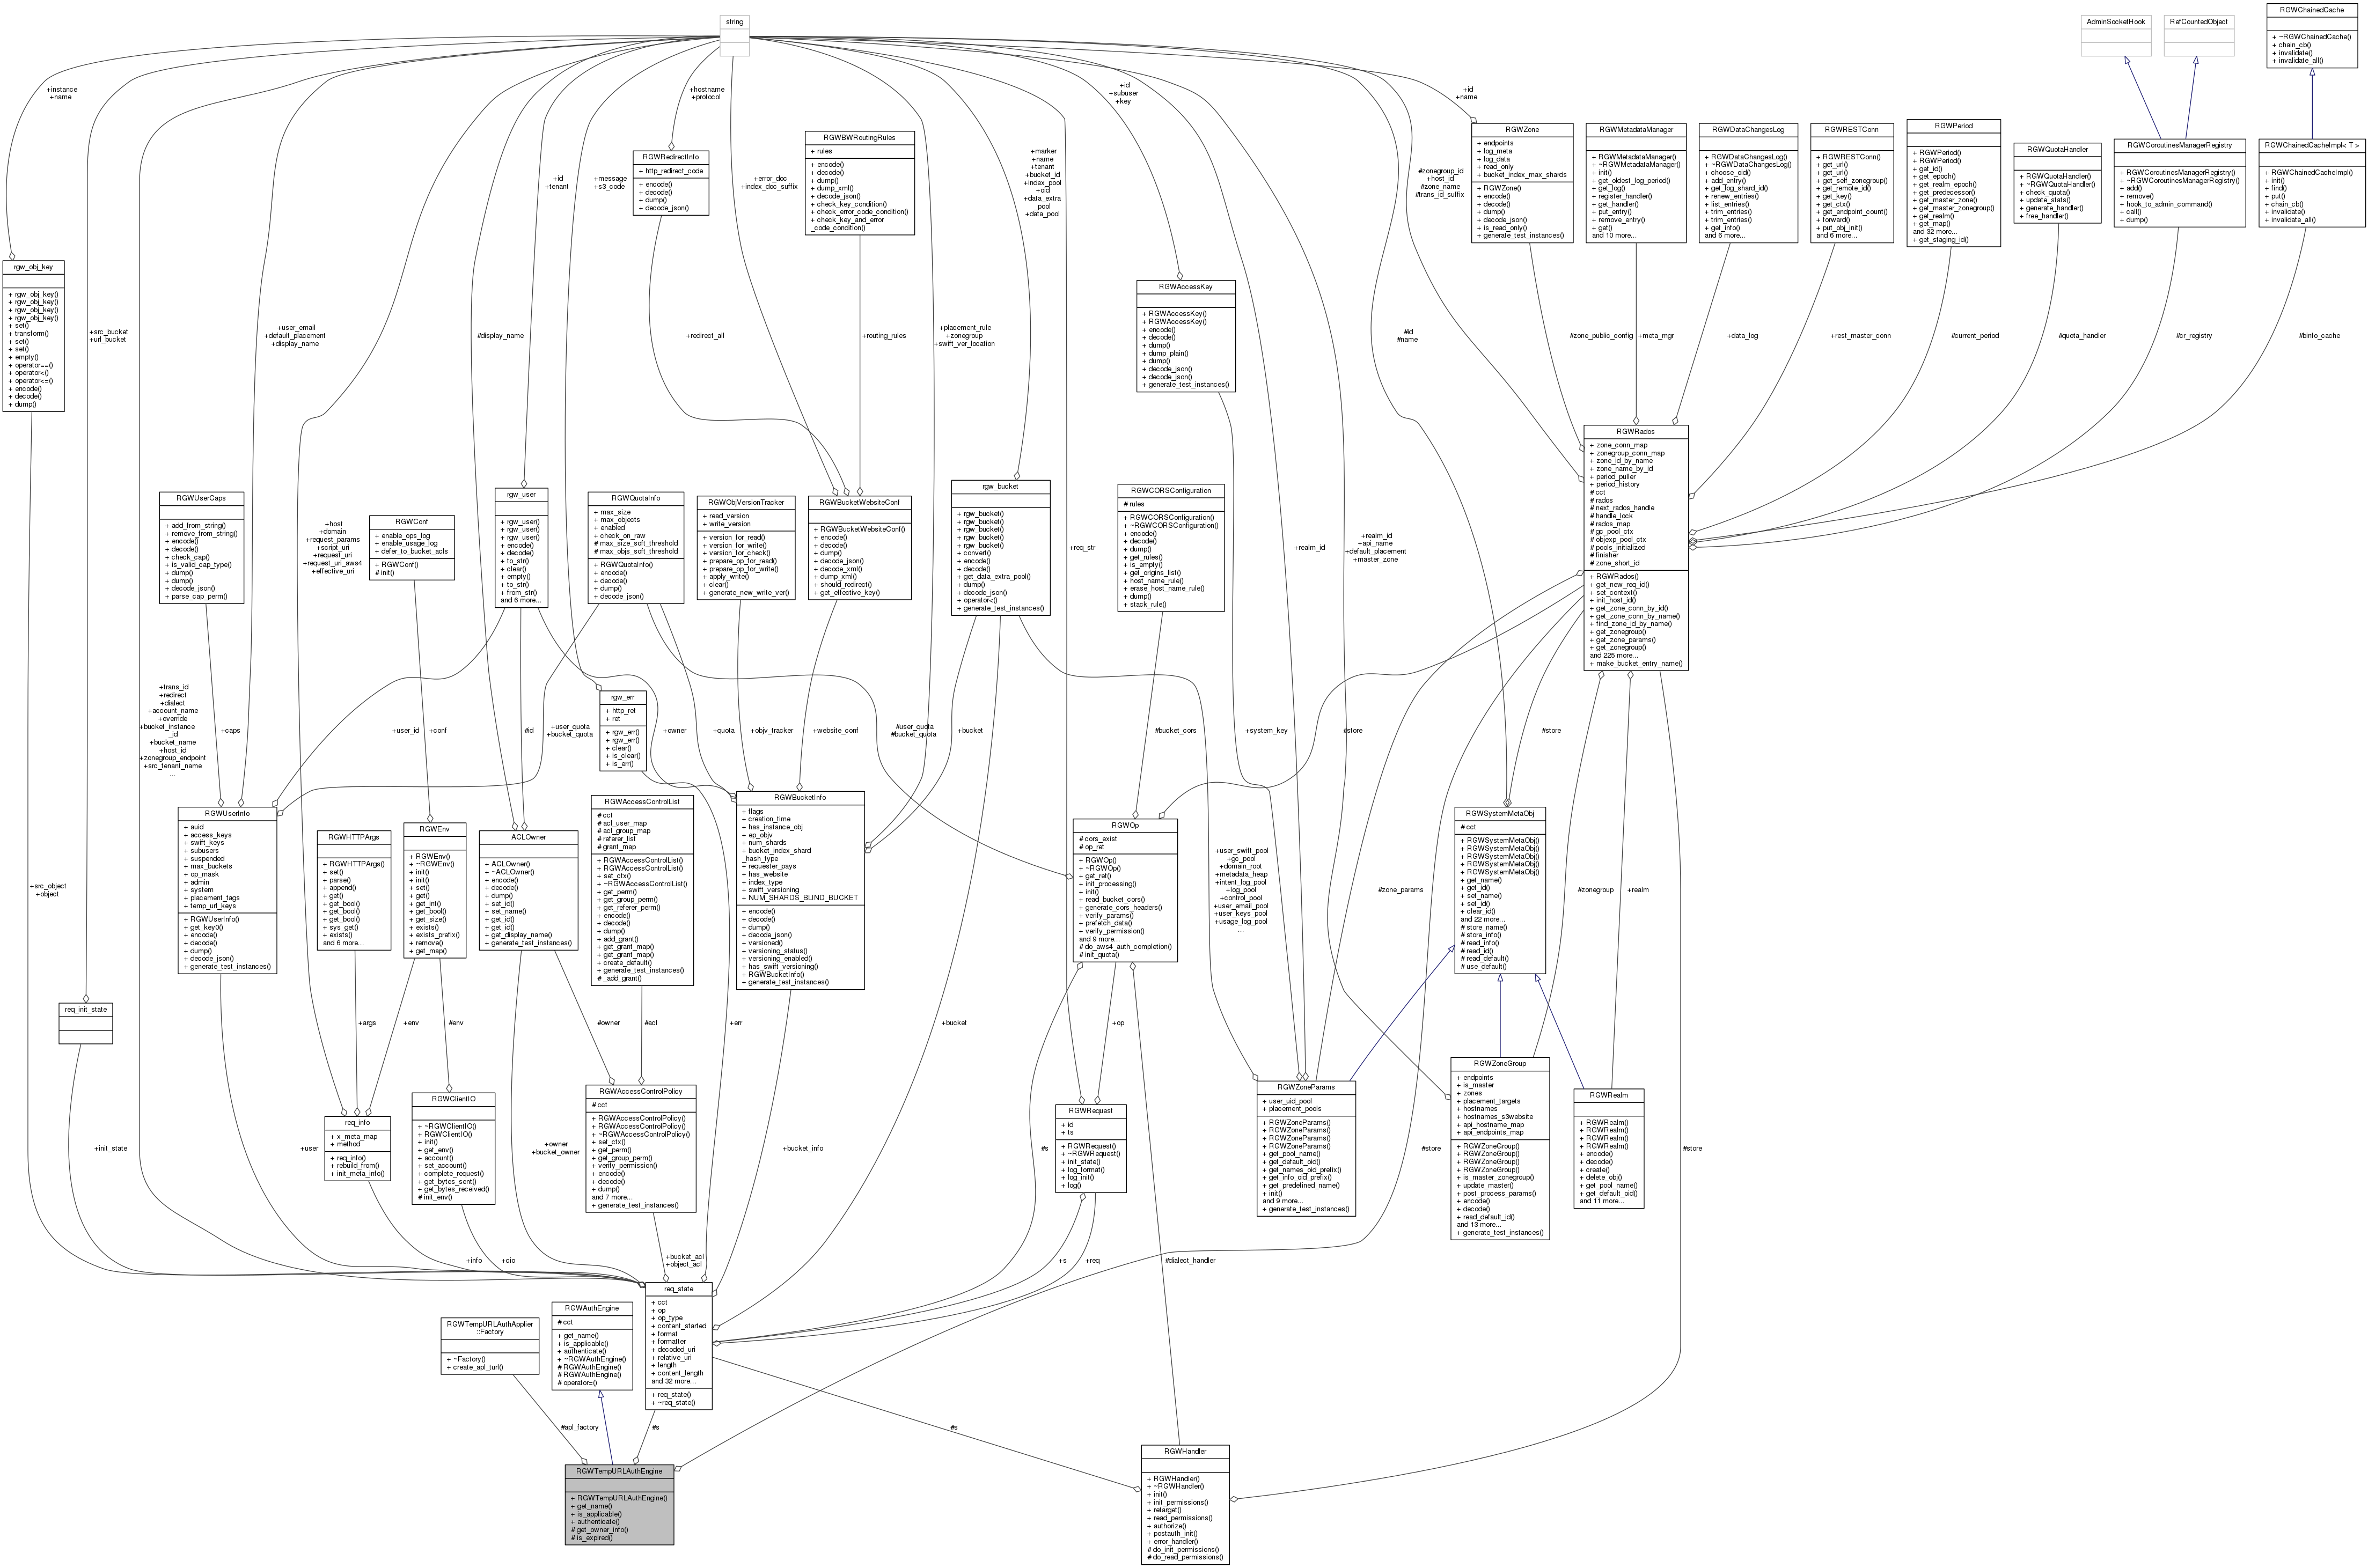 string
AdminSocketHook
RefCountedObject
RGWChainedCache
+ ~RGWChainedCache()
+ chain_cb()
+ invalidate()
+ invalidate_all()
+instance
+name
+hostname
+protocol
+id
+subuser
+key
+id
+name
RGWBWRoutingRules
+ rules
+ encode()
+ decode()
+ dump()
+ dump_xml()
+ decode_json()
+ check_key_condition()
+ check_error_code_condition()
+ check_key_and_error
_code_condition()
RGWRedirectInfo
+ http_redirect_code
+ encode()
+ decode()
+ dump()
+ decode_json()
+id
+tenant
+message
+s3_code
+error_doc
+index_doc_suffix
+marker
+name
+tenant
+bucket_id
+index_pool
+oid
+data_extra
_pool
+data_pool
#zonegroup_id
+host_id
#zone_name
#trans_id_suffix
RGWZone
+ endpoints
+ log_meta
+ log_data
+ read_only
+ bucket_index_max_shards
+ RGWZone()
+ encode()
+ decode()
+ dump()
+ decode_json()
+ is_read_only()
+ generate_test_instances()
RGWMetadataManager
+ RGWMetadataManager()
+ ~RGWMetadataManager()
+ init()
+ get_oldest_log_period()
+ get_log()
+ register_handler()
+ get_handler()
+ put_entry()
+ remove_entry()
+ get()
and 10 more...
RGWDataChangesLog
+ RGWDataChangesLog()
+ ~RGWDataChangesLog()
+ choose_oid()
+ add_entry()
+ get_log_shard_id()
+ renew_entries()
+ list_entries()
+ trim_entries()
+ trim_entries()
+ get_info()
and 6 more...
RGWRESTConn
+ RGWRESTConn()
+ get_url()
+ get_url()
+ get_self_zonegroup()
+ get_remote_id()
+ get_key()
+ get_ctx()
+ get_endpoint_count()
+ forward()
+ put_obj_init()
and 6 more...
RGWPeriod
+ RGWPeriod()
+ RGWPeriod()
+ get_id()
+ get_epoch()
+ get_realm_epoch()
+ get_predecessor()
+ get_master_zone()
+ get_master_zonegroup()
+ get_realm()
+ get_map()
and 32 more...
+ get_staging_id()
RGWQuotaHandler
+ RGWQuotaHandler()
+ ~RGWQuotaHandler()
+ check_quota()
+ update_stats()
+ generate_handler()
+ free_handler()
RGWCoroutinesManagerRegistry
+ RGWCoroutinesManagerRegistry()
+ ~RGWCoroutinesManagerRegistry()
+ add()
+ remove()
+ hook_to_admin_command()
+ call()
+ dump()
RGWChainedCacheImpl< T >
+ RGWChainedCacheImpl()
+ init()
+ find()
+ put()
+ chain_cb()
+ invalidate()
+ invalidate_all()
rgw_obj_key
+ rgw_obj_key()
+ rgw_obj_key()
+ rgw_obj_key()
+ rgw_obj_key()
+ set()
+ transform()
+ set()
+ set()
+ empty()
+ operator==()
+ operator<()
+ operator<=()
+ encode()
+ decode()
+ dump()
RGWAccessKey
+ RGWAccessKey()
+ RGWAccessKey()
+ encode()
+ decode()
+ dump()
+ dump_plain()
+ dump()
+ decode_json()
+ decode_json()
+ generate_test_instances()
+src_bucket
+url_bucket
+user_email
+default_placement
+display_name
#display_name
+redirect_all
+routing_rules
+placement_rule
+zonegroup
+swift_ver_location
#id
#name
#zone_public_config
+meta_mgr
+data_log
+rest_master_conn
#current_period
#quota_handler
#cr_registry
#binfo_cache
RGWRados
+ zone_conn_map
+ zonegroup_conn_map
+ zone_id_by_name
+ zone_name_by_id
+ period_puller
+ period_history
# cct
# rados
# next_rados_handle
# handle_lock
# rados_map
# gc_pool_ctx
# objexp_pool_ctx
# pools_initialized
# finisher
# zone_short_id
+ RGWRados()
+ get_new_req_id()
+ set_context()
+ init_host_id()
+ get_zone_conn_by_id()
+ get_zone_conn_by_name()
+ find_zone_id_by_name()
+ get_zonegroup()
+ get_zone_params()
+ get_zonegroup()
and 225 more...
+ make_bucket_entry_name()
RGWUserCaps
+ add_from_string()
+ remove_from_string()
+ encode()
+ decode()
+ check_cap()
+ is_valid_cap_type()
+ dump()
+ dump()
+ decode_json()
+ parse_cap_perm()
+host
+domain
+request_params
+script_uri
+request_uri
+request_uri_aws4
+effective_uri
RGWConf
+ enable_ops_log
+ enable_usage_log
+ defer_to_bucket_acls
+ RGWConf()
# init()
rgw_user
+ rgw_user()
+ rgw_user()
+ rgw_user()
+ encode()
+ decode()
+ to_str()
+ clear()
+ empty()
+ to_str()
+ from_str()
and 6 more...
RGWQuotaInfo
+ max_size
+ max_objects
+ enabled
+ check_on_raw
# max_size_soft_threshold
# max_objs_soft_threshold
+ RGWQuotaInfo()
+ encode()
+ decode()
+ dump()
+ decode_json()
RGWObjVersionTracker
+ read_version
+ write_version
+ version_for_read()
+ version_for_write()
+ version_for_check()
+ prepare_op_for_read()
+ prepare_op_for_write()
+ apply_write()
+ clear()
+ generate_new_write_ver()
RGWBucketWebsiteConf
+ RGWBucketWebsiteConf()
+ encode()
+ decode()
+ dump()
+ decode_json()
+ decode_xml()
+ dump_xml()
+ should_redirect()
+ get_effective_key()
rgw_bucket
+ rgw_bucket()
+ rgw_bucket()
+ rgw_bucket()
+ rgw_bucket()
+ rgw_bucket()
+ convert()
+ encode()
+ decode()
+ get_data_extra_pool()
+ dump()
+ decode_json()
+ operator<()
+ generate_test_instances()
+req_str
RGWCORSConfiguration
# rules
+ RGWCORSConfiguration()
+ ~RGWCORSConfiguration()
+ encode()
+ decode()
+ dump()
+ get_rules()
+ is_empty()
+ get_origins_list()
+ host_name_rule()
+ erase_host_name_rule()
+ dump()
+ stack_rule()
+realm_id
+realm_id
+api_name
+default_placement
+master_zone
+trans_id
+redirect
+dialect
+account_name
+override
+bucket_instance
_id
+bucket_name
+host_id
+zonegroup_endpoint
+src_tenant_name
...
+caps
+user_id
+conf
#id
+user_quota
+bucket_quota
rgw_err
+ http_ret
+ ret
+ rgw_err()
+ rgw_err()
+ clear()
+ is_clear()
+ is_err()
+owner
+quota
+objv_tracker
+website_conf
#user_quota
#bucket_quota
+bucket
#bucket_cors
+system_key
#store
#store
RGWUserInfo
+ auid
+ access_keys
+ swift_keys
+ subusers
+ suspended
+ max_buckets
+ op_mask
+ admin
+ system
+ placement_tags
+ temp_url_keys
+ RGWUserInfo()
+ get_key0()
+ encode()
+ decode()
+ dump()
+ decode_json()
+ generate_test_instances()
RGWHTTPArgs
+ RGWHTTPArgs()
+ set()
+ parse()
+ append()
+ get()
+ get_bool()
+ get_bool()
+ get_bool()
+ sys_get()
+ exists()
and 6 more...
RGWEnv
+ RGWEnv()
+ ~RGWEnv()
+ init()
+ init()
+ set()
+ get()
+ get_int()
+ get_bool()
+ get_size()
+ exists()
+ exists_prefix()
+ remove()
+ get_map()
ACLOwner
+ ACLOwner()
+ ~ACLOwner()
+ encode()
+ decode()
+ dump()
+ set_id()
+ set_name()
+ get_id()
+ get_id()
+ get_display_name()
+ generate_test_instances()
RGWAccessControlList
# cct
# acl_user_map
# acl_group_map
# referer_list
# grant_map
+ RGWAccessControlList()
+ RGWAccessControlList()
+ set_ctx()
+ ~RGWAccessControlList()
+ get_perm()
+ get_group_perm()
+ get_referer_perm()
+ encode()
+ decode()
+ dump()
+ add_grant()
+ get_grant_map()
+ get_grant_map()
+ create_default()
+ generate_test_instances()
# _add_grant()
RGWBucketInfo
+ flags
+ creation_time
+ has_instance_obj
+ ep_objv
+ num_shards
+ bucket_index_shard
_hash_type
+ requester_pays
+ has_website
+ index_type
+ swift_versioning
+ NUM_SHARDS_BLIND_BUCKET
+ encode()
+ decode()
+ dump()
+ decode_json()
+ versioned()
+ versioning_status()
+ versioning_enabled()
+ has_swift_versioning()
+ RGWBucketInfo()
+ generate_test_instances()
RGWOp
# cors_exist
# op_ret
+ RGWOp()
+ ~RGWOp()
+ get_ret()
+ init_processing()
+ init()
+ read_bucket_cors()
+ generate_cors_headers()
+ verify_params()
+ prefetch_data()
+ verify_permission()
and 9 more...
# do_aws4_auth_completion()
# init_quota()
+user_swift_pool
+gc_pool
+domain_root
+metadata_heap
+intent_log_pool
+log_pool
+control_pool
+user_email_pool
+user_keys_pool
+usage_log_pool
...
#zone_params
RGWSystemMetaObj
# cct
+ RGWSystemMetaObj()
+ RGWSystemMetaObj()
+ RGWSystemMetaObj()
+ RGWSystemMetaObj()
+ RGWSystemMetaObj()
+ get_name()
+ get_id()
+ set_name()
+ set_id()
+ clear_id()
and 22 more...
# store_name()
# store_info()
# read_info()
# read_id()
# read_default()
# use_default()
#zonegroup
+realm
+src_object
+object
req_init_state
+args
+env
#env
#owner
#acl
+err
+bucket
+op
RGWZoneGroup
+ endpoints
+ is_master
+ zones
+ placement_targets
+ hostnames
+ hostnames_s3website
+ api_hostname_map
+ api_endpoints_map
+ RGWZoneGroup()
+ RGWZoneGroup()
+ RGWZoneGroup()
+ RGWZoneGroup()
+ is_master_zonegroup()
+ update_master()
+ post_process_params()
+ encode()
+ decode()
+ read_default_id()
and 13 more...
+ generate_test_instances()
RGWRealm
+ RGWRealm()
+ RGWRealm()
+ RGWRealm()
+ RGWRealm()
+ encode()
+ decode()
+ create()
+ delete_obj()
+ get_pool_name()
+ get_default_oid()
and 11 more...
RGWZoneParams
+ user_uid_pool
+ placement_pools
+ RGWZoneParams()
+ RGWZoneParams()
+ RGWZoneParams()
+ RGWZoneParams()
+ get_pool_name()
+ get_default_oid()
+ get_names_oid_prefix()
+ get_info_oid_prefix()
+ get_predefined_name()
+ init()
and 9 more...
+ generate_test_instances()
RGWRequest
+ id
+ ts
+ RGWRequest()
+ ~RGWRequest()
+ init_state()
+ log_format()
+ log_init()
+ log()
RGWAccessControlPolicy
# cct
+ RGWAccessControlPolicy()
+ RGWAccessControlPolicy()
+ ~RGWAccessControlPolicy()
+ set_ctx()
+ get_perm()
+ get_group_perm()
+ verify_permission()
+ encode()
+ decode()
+ dump()
and 7 more...
+ generate_test_instances()
RGWClientIO
+ ~RGWClientIO()
+ RGWClientIO()
+ init()
+ get_env()
+ account()
+ set_account()
+ complete_request()
+ get_bytes_sent()
+ get_bytes_received()
# init_env()
req_info
+ x_meta_map
+ method
+ req_info()
+ rebuild_from()
+ init_meta_info()
+init_state
+user
+owner
+bucket_owner
+bucket_info
#s
#store
#store
+info
+cio
+bucket_acl
+object_acl
+s
+req
#dialect_handler
req_state
+ cct
+ op
+ op_type
+ content_started
+ format
+ formatter
+ decoded_uri
+ relative_uri
+ length
+ content_length
and 32 more...
+ req_state()
+ ~req_state()
RGWAuthEngine
# cct
+ get_name()
+ is_applicable()
+ authenticate()
+ ~RGWAuthEngine()
# RGWAuthEngine()
# RGWAuthEngine()
# operator=()
RGWTempURLAuthApplier
::Factory
+ ~Factory()
+ create_apl_turl()
#apl_factory
#s
#s
RGWTempURLAuthEngine
+ RGWTempURLAuthEngine()
+ get_name()
+ is_applicable()
+ authenticate()
# get_owner_info()
# is_expired()
RGWHandler
+ RGWHandler()
+ ~RGWHandler()
+ init()
+ init_permissions()
+ retarget()
+ read_permissions()
+ authorize()
+ postauth_init()
+ error_handler()
# do_init_permissions()
# do_read_permissions()